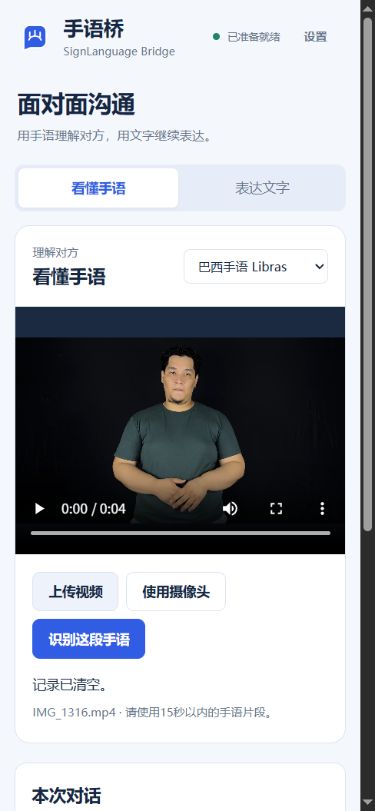 手语桥
SignLanguage Bridge
已准备就绪
设置
面对面沟通
用手语理解对方，用文字继续表达。
看懂手语
表达文字
理解对方
看懂手语
巴西手语 Libras
0:00 / 0:04
上传视频
使用摄像头
识别这段手语
记录已清空。
IMG_1316.mp4 · 请使用15秒以内的手语片段。
本次对话